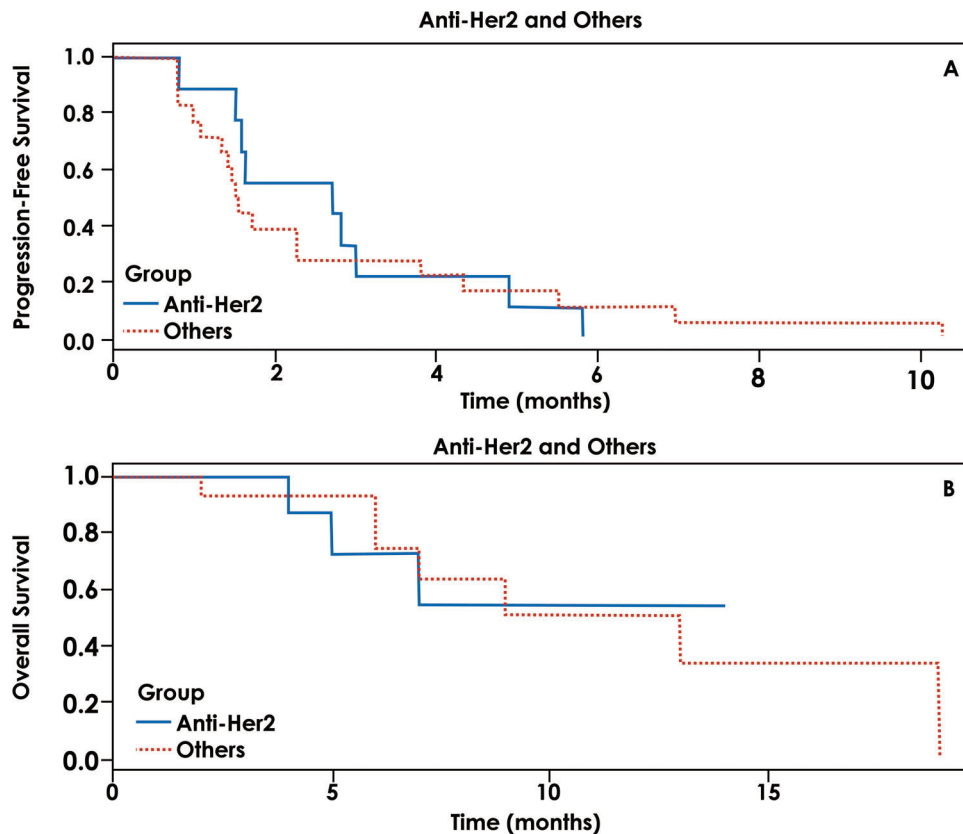 Anti-Her2 and Others
A
Progression-Free Survival
1.0
0.8
0.6
0.4
0.2
0.0
Group
Anti-Her2
Others
0 2 4 6 8 10
Time (months)
Anti-Her2 and Others
B
Overall Survival
1.0
0.8
0.6
0.4
0.2
0.0
Group
Anti-Her2
Others
0 5 10 15
Time (months)